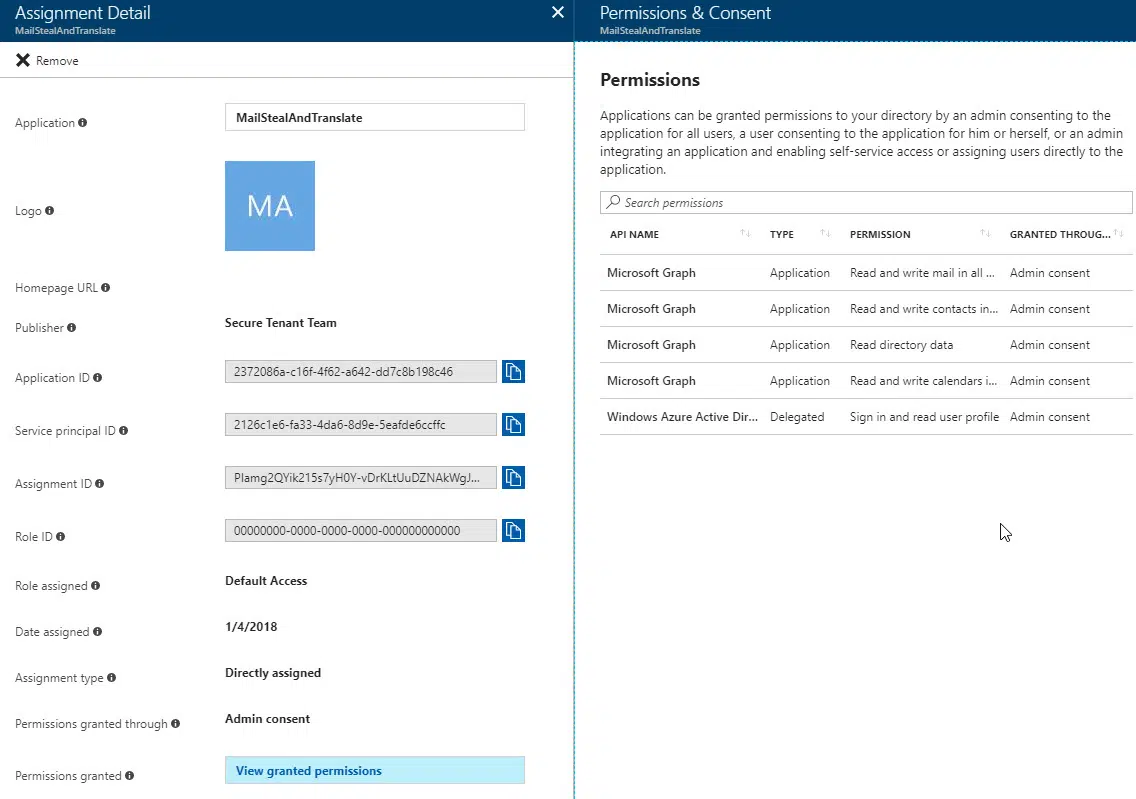 Assignment Detail
MailStealAndTranslate
Remove
Application
MailStealAndTranslate
Logo
MA
Homepage URL
Publisher
Secure Tenant Team
Application ID
2372086a-c16f-4f62-a642-dd7c8b198c46
Service principal ID
2126c1e6-fa33-4da6-8d9e-5eafde6ccffc
Assignment ID
PIamg2QYik215s7yH0Y-vDrKLtUuDZNAkWgJ...
Role ID
00000000-0000-0000-0000-000000000000
Role assigned
Default Access
Date assigned
1/4/2018
Assignment type
Directly assigned
Permissions granted through
Admin consent
Permissions granted
View granted permissions
Permissions & Consent
MailStealAndTranslate
Permissions
Applications can be granted permissions to your directory by an admin consenting to the
application for all users, a user consenting to the application for him or herself, or an admin
integrating an application and enabling self-service access or assigning users directly to the
application.
Search permissions
API NAME TYPE PERMISSION GRANTED THROUG...
Microsoft Graph Application Read and write mail in all ... Admin consent
Microsoft Graph Application Read and write contacts in... Admin consent
Microsoft Graph Application Read directory data Admin consent
Microsoft Graph Application Read and write calendars i... Admin consent
Windows Azure Active Dir... Delegated Sign in and read user profile Admin consent